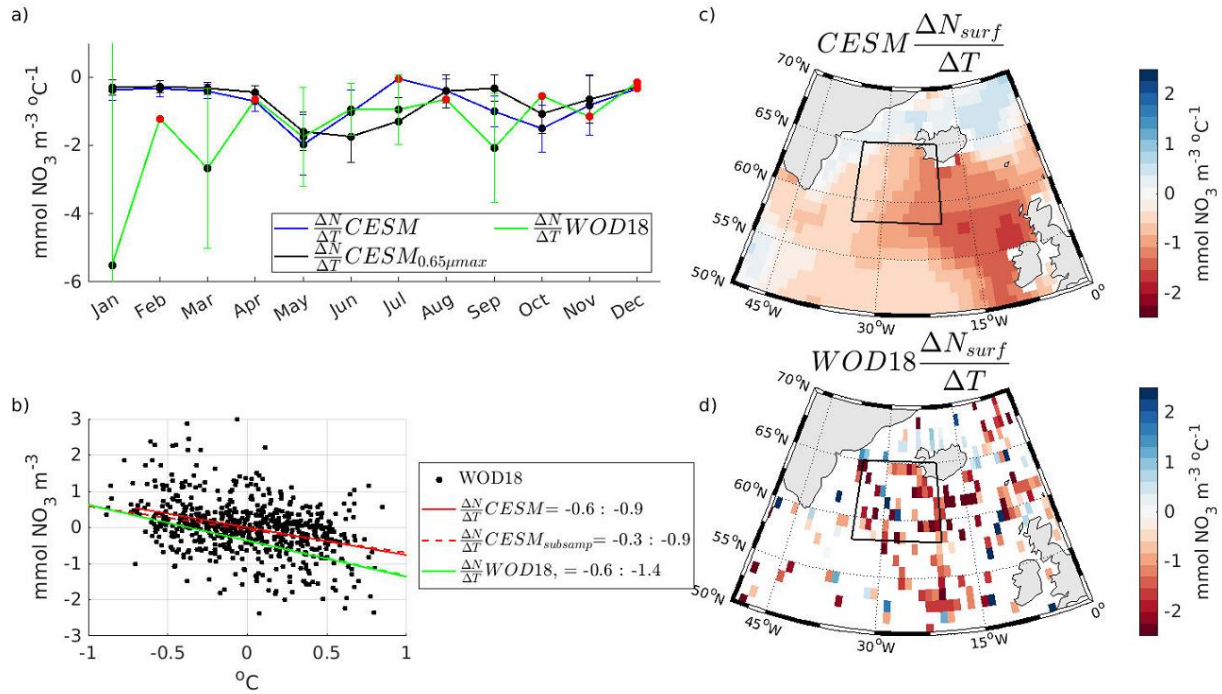 a)
0
-2
-4
-6
mmol NO3 m-3 oC-1
Jan Feb Mar Apr May Jun Jul Aug Sep Oct Nov Dec
ΔN/ΔT CESM
ΔN/ΔT WOD18
ΔN/ΔT CESM0.65μmax
b)
3
2
1
0
-1
-2
-3
mmol NO3 m-3
-1 -0.5 0 0.5 1
oC
WOD18
ΔN/ΔT CESM= -0.6 : -0.9
ΔN/ΔT CESMsubsamp= -0.3 : -0.9
ΔN/ΔT WOD18, = -0.6 : -1.4
c)
CESM ΔNsurf/ΔT
70oN
65oN
60oN
55oN
50oN
45oW
30oW
15oW
0o
2
1
0
-1
-2
mmol NO3 m-3 oC-1
WOD18 ΔNsurf/ΔT
d)
70oN
65oN
60oN
55oN
50oN
45oW
30oW
15oW
0o
2
1
0
-1
-2
mmol NO3 m-3 oC-1